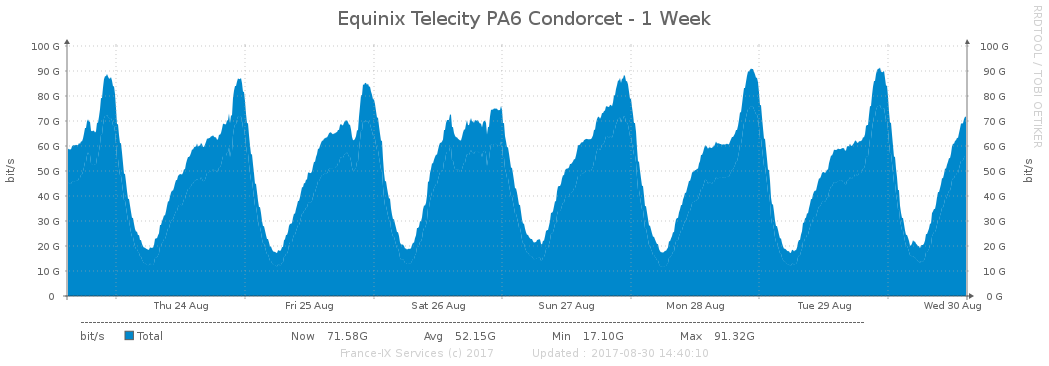 Equinix Telecity PA6 Condorcet - 1 Week
RRDTOOL / TOBI OETIKER
bit/s
100 G
90 G
80 G
70 G
60 G
50 G
40 G
30 G
20 G
10 G
0
100 G
90 G
80 G
70 G
60 G
50 G
40 G
30 G
20 G
10 G
0 G
bit/s
Thu 24 Aug Fri 25 Aug Sat 26 Aug Sun 27 Aug Mon 28 Aug Tue 29 Aug Wed 30 Aug
bit/s Total Now 71.58G Avg 52.15G Min 17.10G Max 91.32G
France-IX Services (c) 2017 Updated : 2017-08-30 14:40:10